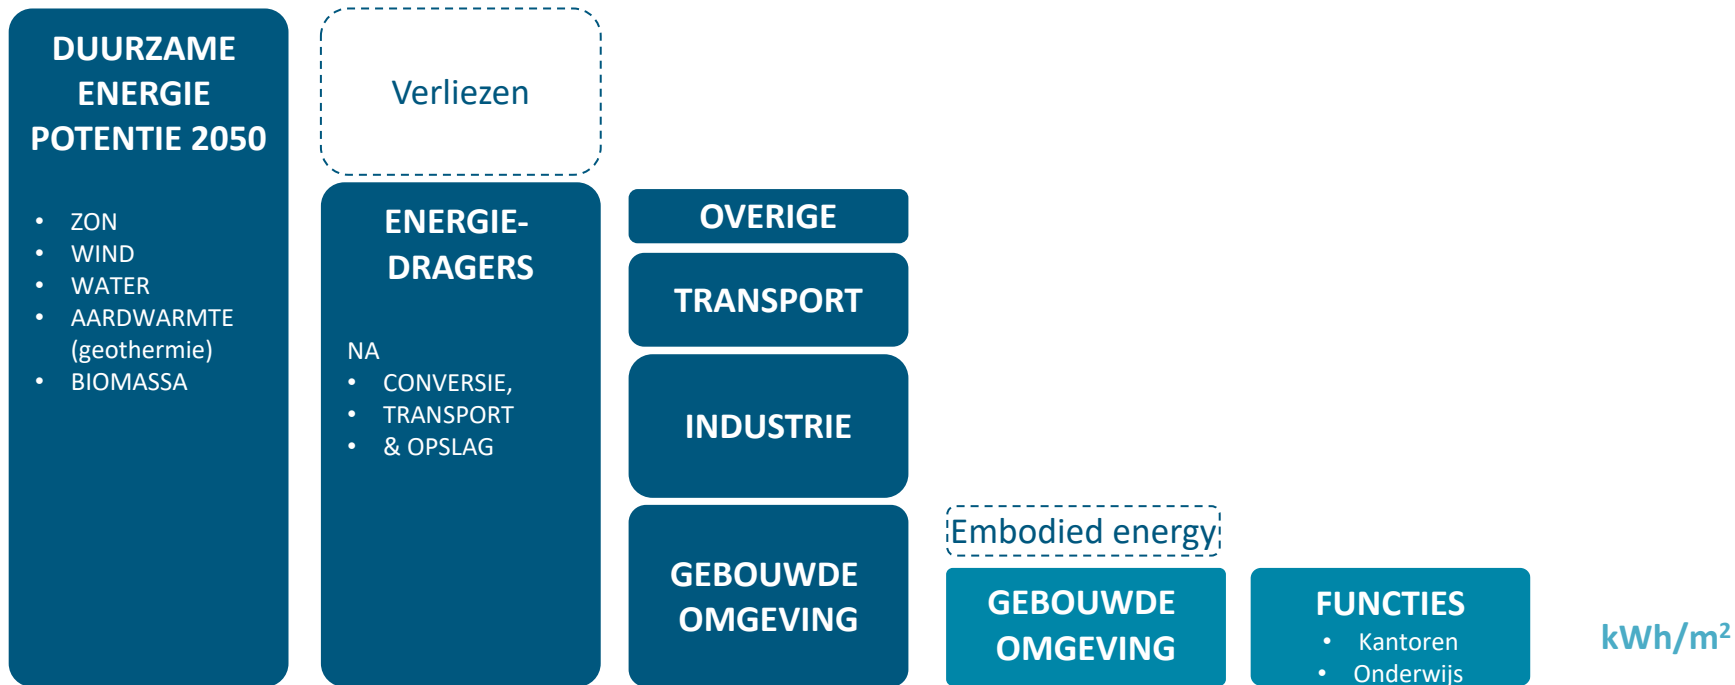 DUURZAME
ENERGIE
POTENTIE 2050
• ZON
• WIND
• WATER
• AARDWARMTE
(geothermie)
• BIOMASSA
Verliezen
ENERGIE-
DRAGERS
NA
• CONVERSIE,
• TRANSPORT
• & OPSLAG
OVERIGE
TRANSPORT
INDUSTRIE
GEBOUWDE
OMGEVING
Embodied energy
GEBOUWDE
OMGEVING
FUNCTIES
• Kantoren
• Onderwijs
kWh/m²